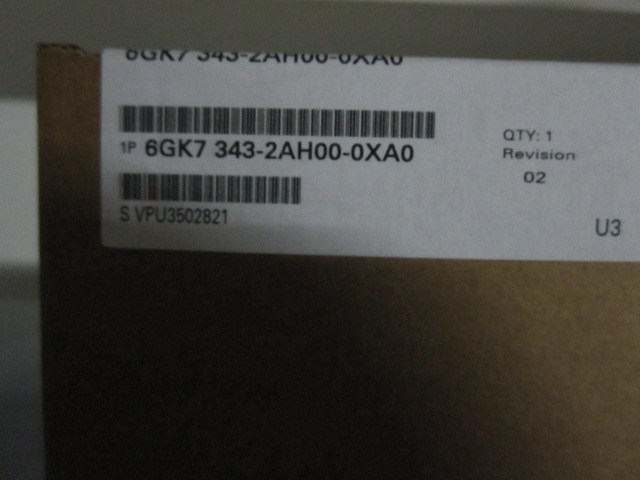 6GK7 343-2AH00-0XA0
1P 6GK7 343-2AH00-0XA0
QTY: 1
Revision
02
S VPU3502821
U3